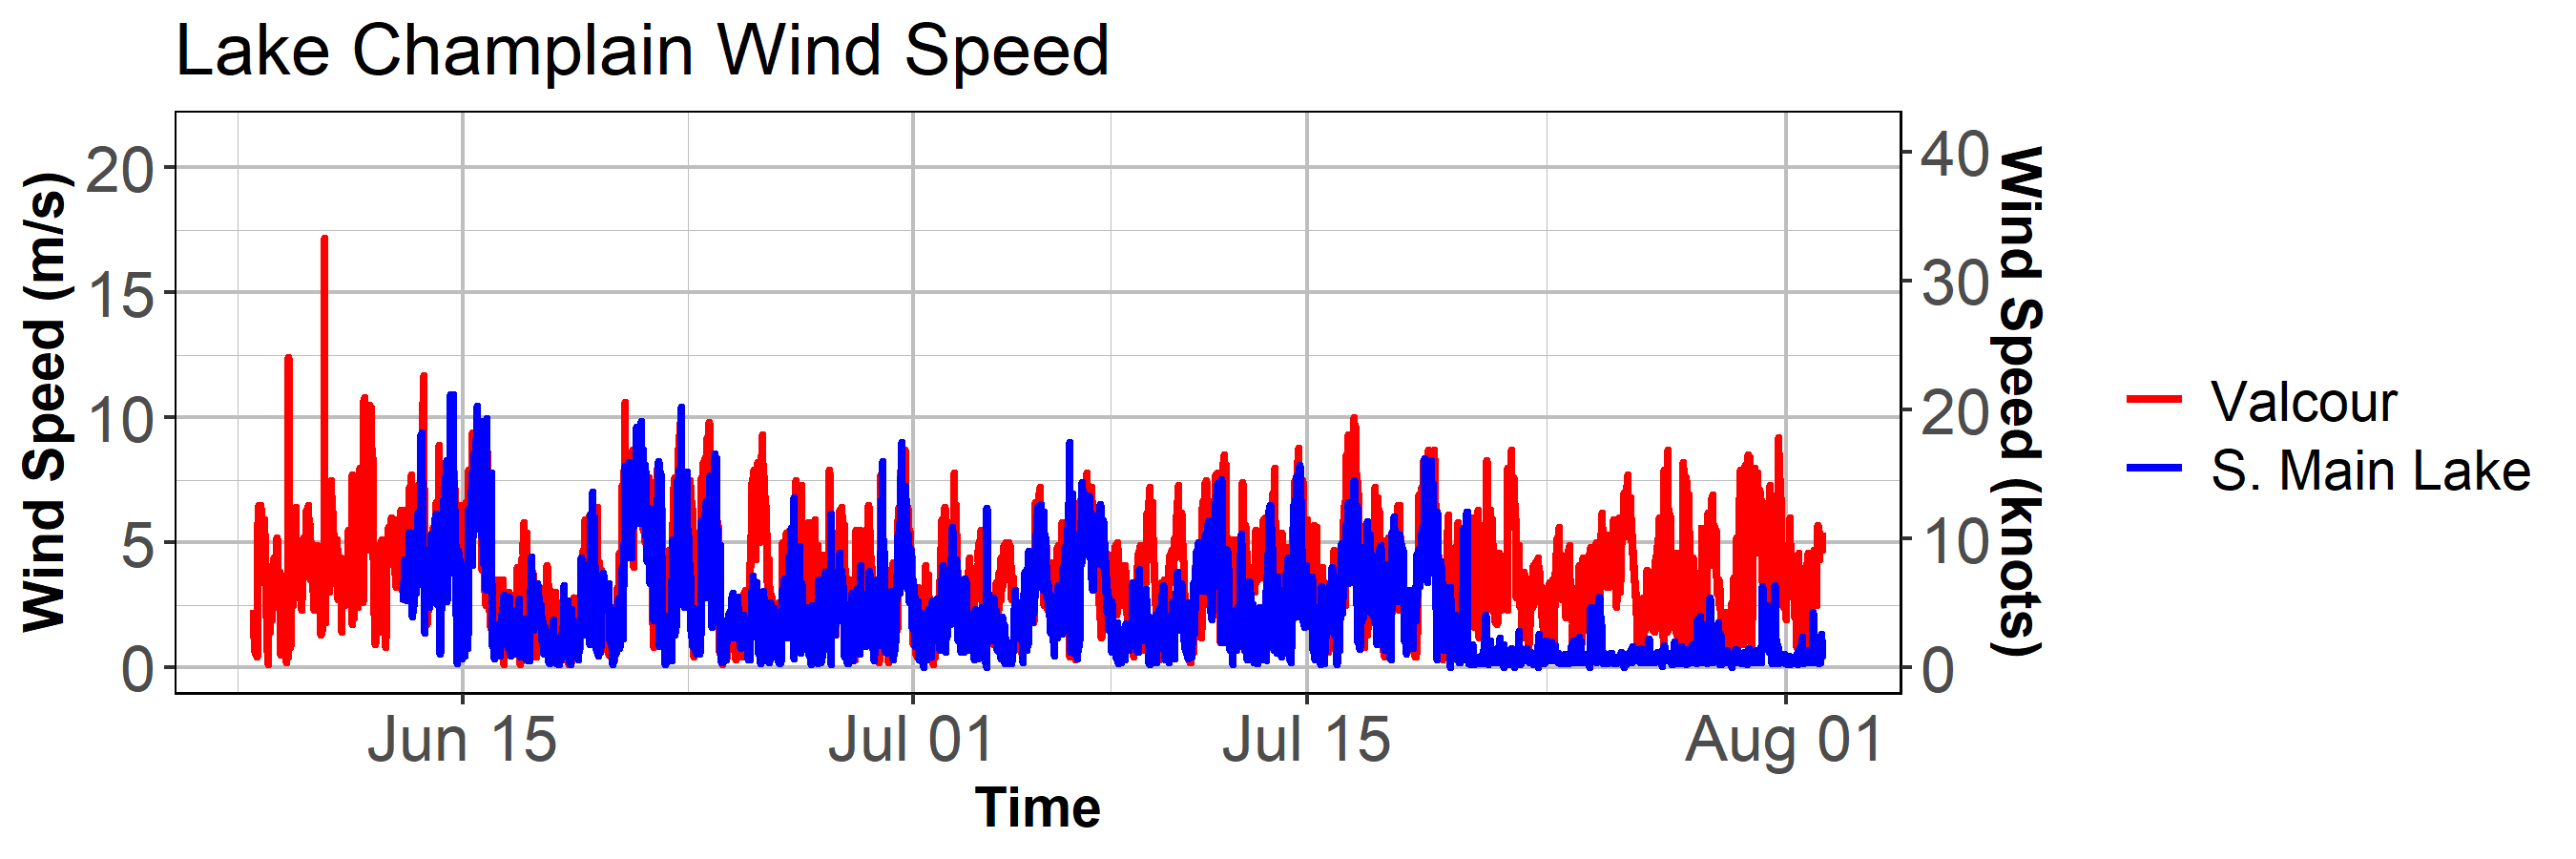 Lake Champlain Wind Speed
Wind Speed (m/s)
20
15
10
5
0
40
30
20
10
0
Wind Speed (knots)
Jun 15
Jul 01
Jul 15
Aug 01
Time
Valcour
S. Main Lake